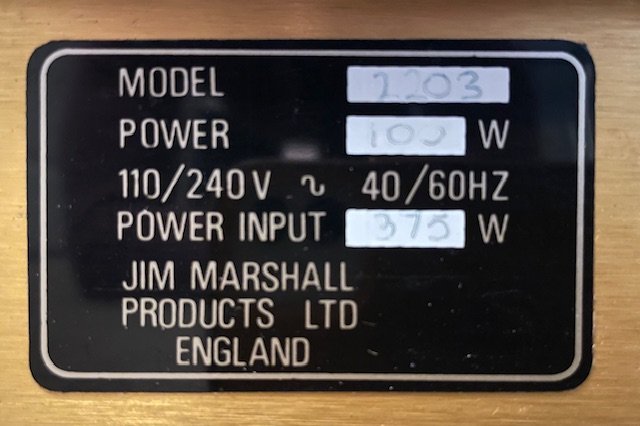 MODEL 2203
POWER 100 W
110/240V ~ 40/60HZ
POWER INPUT 375 W
JIM MARSHALL
PRODUCTS LTD
ENGLAND